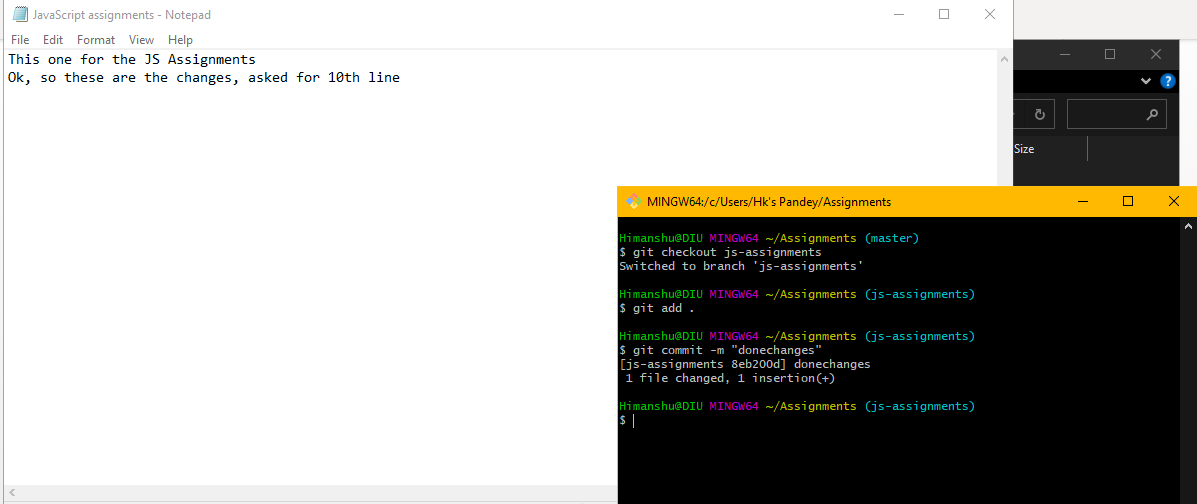 JavaScript assignments - Notepad
File Edit Format View Help
This one for the JS Assignments
Ok, so these are the changes, asked for 10th line
?
Size
MINGW64:/c/Users/Hk's Pandey/Assignments
Himanshu@DIU MINGW64 ~/Assignments (master)
$ git checkout js-assignments
Switched to branch 'js-assignments'
Himanshu@DIU MINGW64 ~/Assignments (js-assignments)
$ git add .
Himanshu@DIU MINGW64 ~/Assignments (js-assignments)
$ git commit -m "donechanges"
[js-assignments 8eb200d] donechanges
1 file changed, 1 insertion(+)
Himanshu@DIU MINGW64 ~/Assignments (js-assignments)
$